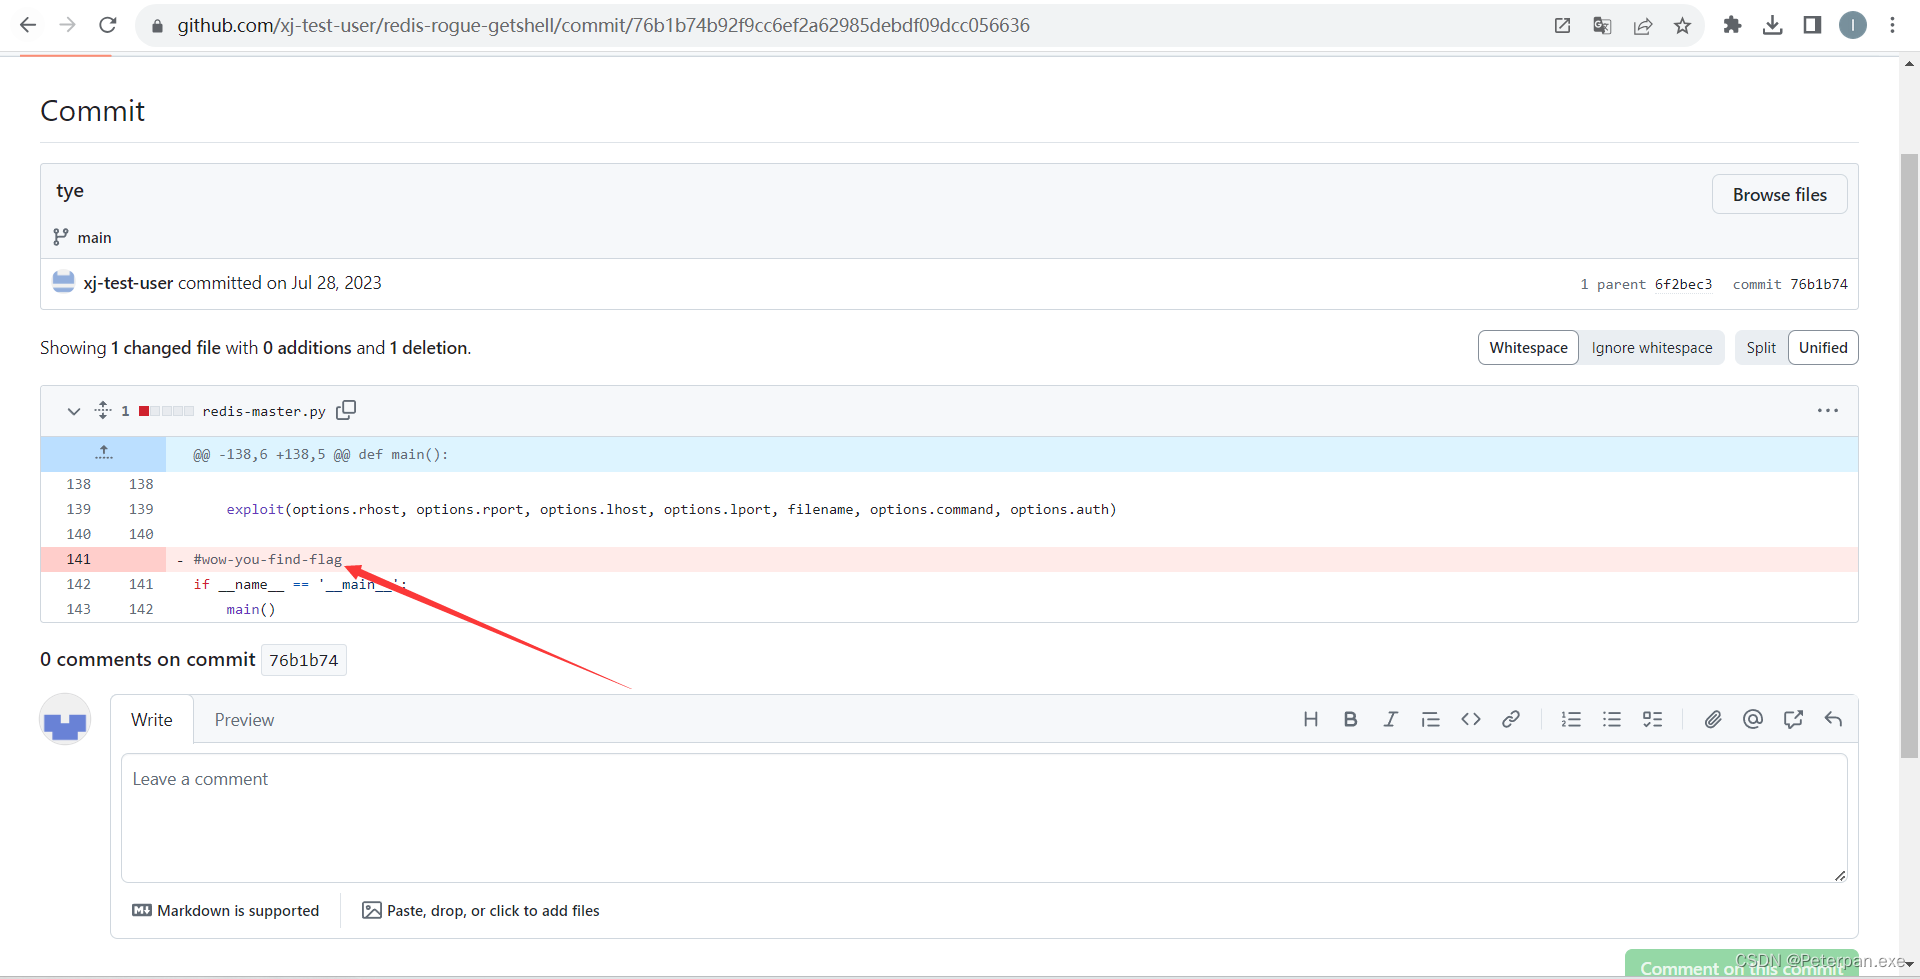 github.com/xj-test-user/redis-rogue-getshell/commit/76b1b74b92f9cc6ef2a62985debdf09dcc056636
I
Commit
tye
Browse files
main
xj-test-user committed on Jul 28, 2023
1 parent 6f2bec3 commit 76b1b74
Showing 1 changed file with 0 additions and 1 deletion.
Whitespace Ignore whitespace Split Unified
1 redis-master.py
@@ -138,6 +138,5 @@ def main():
138 138
139 139 exploit(options.rhost, options.rport, options.lhost, options.lport, filename, options.command, options.auth)
140 140
141 - #wow-you-find-flag
142 141 if __name__ == '__main__':
143 142 main()
0 comments on commit 76b1b74
Write Preview
Leave a comment
Markdown is supported
Paste, drop, or click to add files
Comment on this commit
CSDN @Peterpan.exe